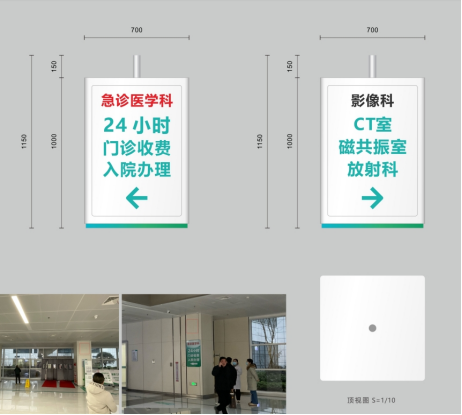 700
150
1000
1150
急诊医学科
24 小时
门诊收费
入院办理
700
150
1000
1150
影像科
CT室
磁共振室
放射科
顶视图 S=1/10